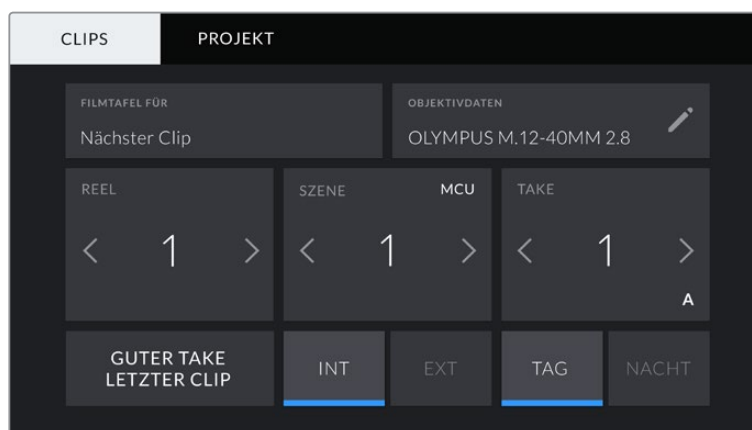 CLIPS PROJEKT
FILMTAFEL FÜR
Nächster Clip
OBJEKTIVDATEN
OLYMPUS M.12-40MM 2.8
REEL
< 1 >
SZENE MCU
< 1 >
TAKE
< 1 >
A
GUTER TAKE
LETZTER CLIP
INT
EXT
TAG
NACHT